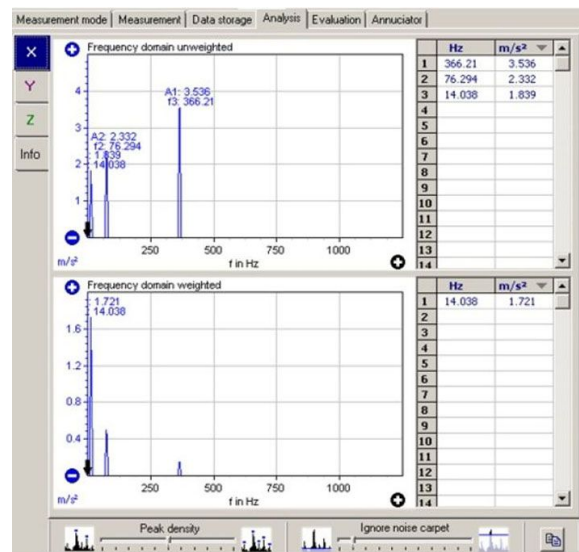 Measurement mode | Measurement | Data storage | Analysis | Evaluation | Annuciator
X
Y
Z
Info
Frequency domain unweighted
4
3
2
1
A1: 3.536
f3: 366.21
A2: 2.332
f2: 76.294
: 1.839
14.038
250 500 750 1000
m/s²
f in Hz
Hz m/s²
1 366.21 3.536
2 76.294 2.332
3 14.038 1.839
4
5
6
7
8
9
10
11
12
13
14
Frequency domain weighted
: 1.721
14.038
1.6
1.2
0.8
0.4
250 500 750 1000
m/s²
f in Hz
Hz m/s²
1 14.038 1.721
2
3
4
5
6
7
8
9
10
11
12
13
14
Peak density
Ignore noise carpet